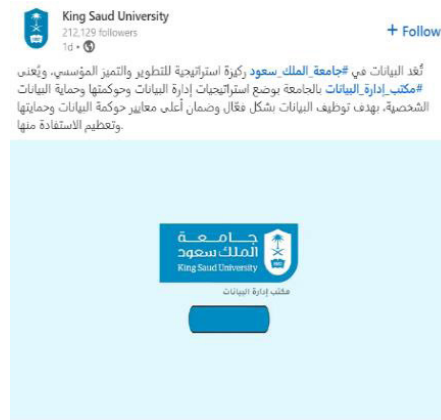 King Saud University
212,129 followers
1d •
+ Follow
تُعد البيانات في #جامعة_الملك_سعود ركيزة استراتيجية للتطوير والتميز المؤسسي، ويُعنى
#مكتب_إدارة_البيانات بالجامعة بوضع استراتيجيات إدارة البيانات وحوكمتها وحماية البيانات
الشخصية، بهدف توظيف البيانات بشكل فعّال وضمان أعلى معايير حوكمة البيانات وحمايتها
وتعظيم الاستفادة منها.
جامعة
الملك سعود
King Saud University
مكتب إدارة البيانات